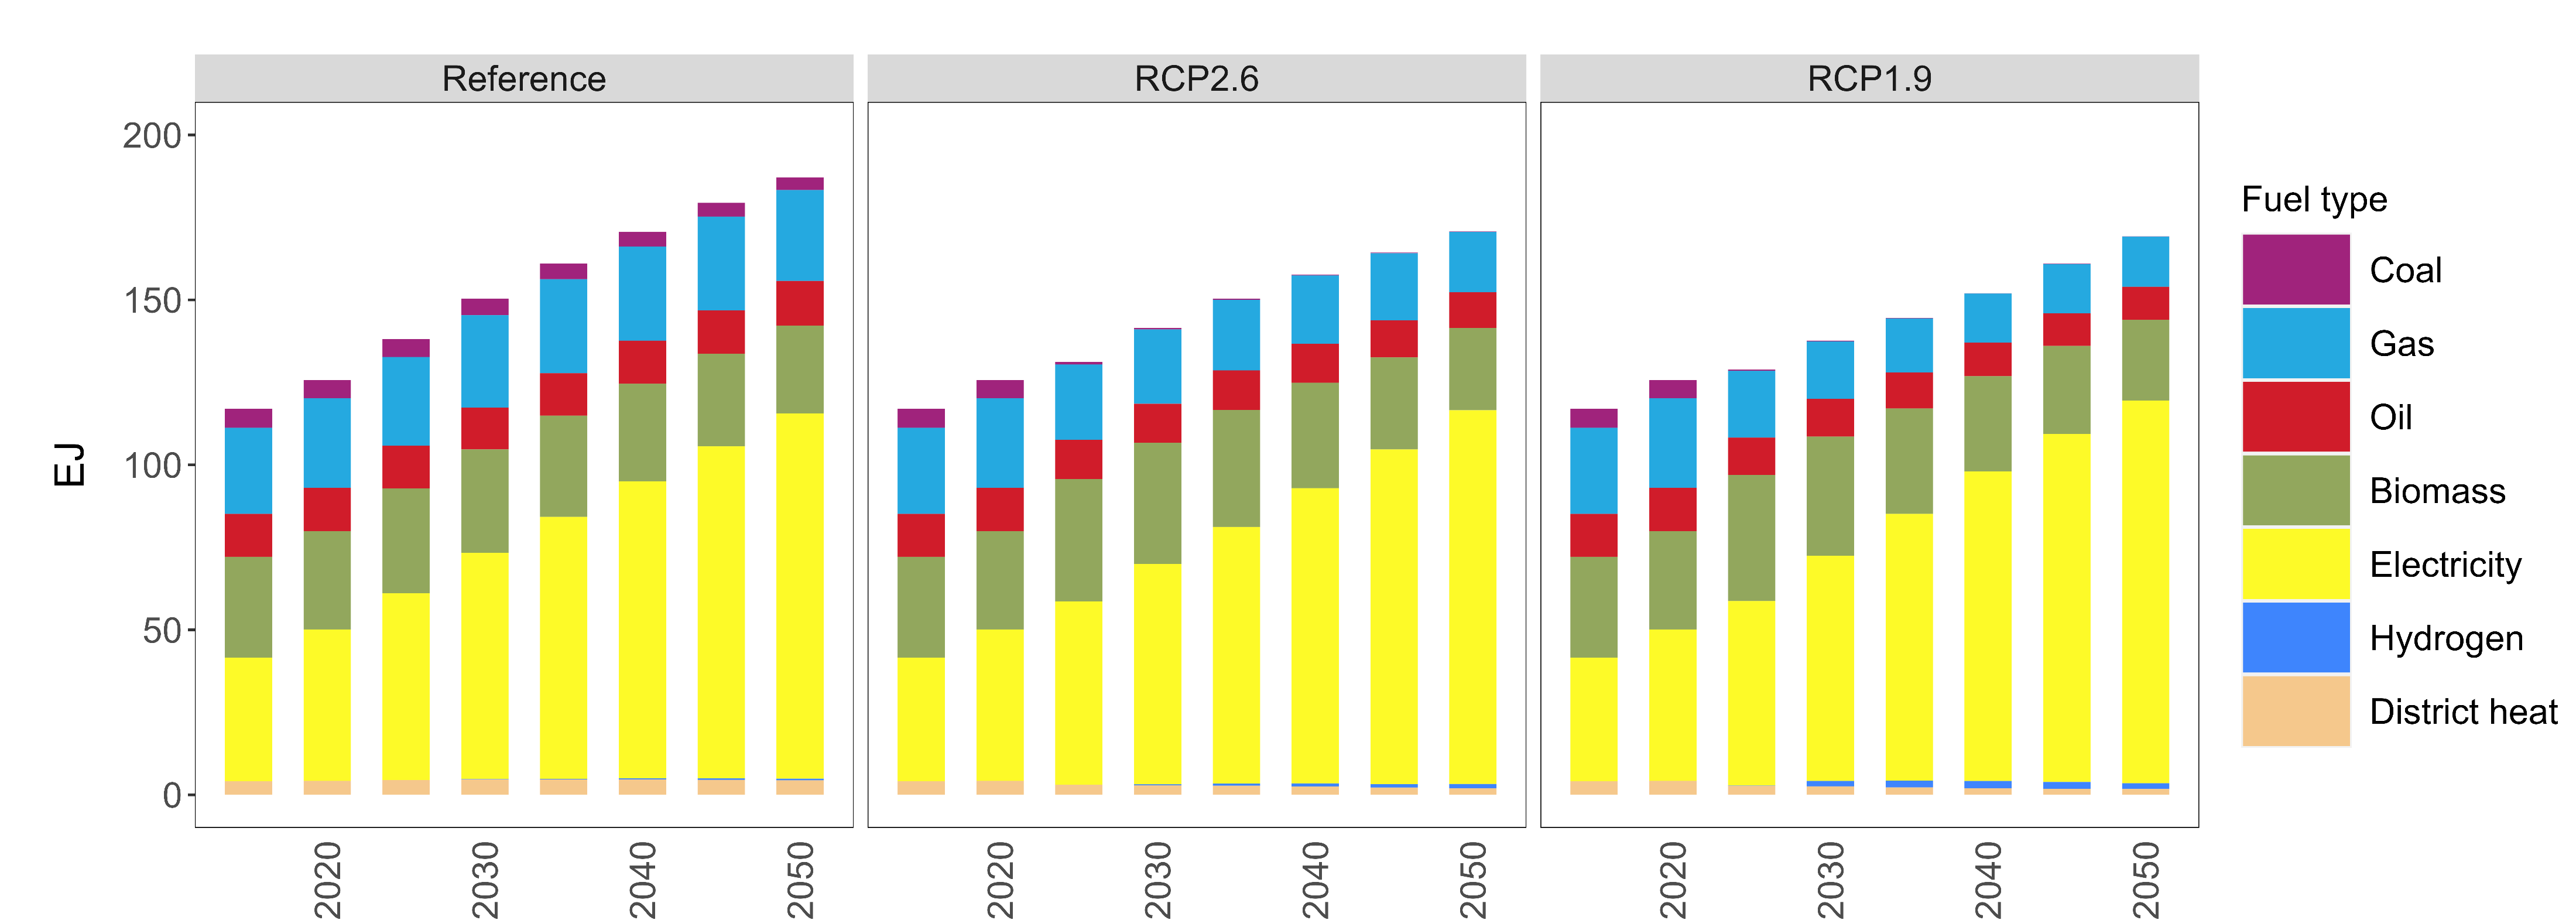 Reference
RCP2.6
RCP1.9
200
150
100
50
0
EJ
2020
2030
2040
2050
2020
2030
2040
2050
2020
2030
2040
2050
Fuel type
Coal
Gas
Oil
Biomass
Electricity
Hydrogen
District heat